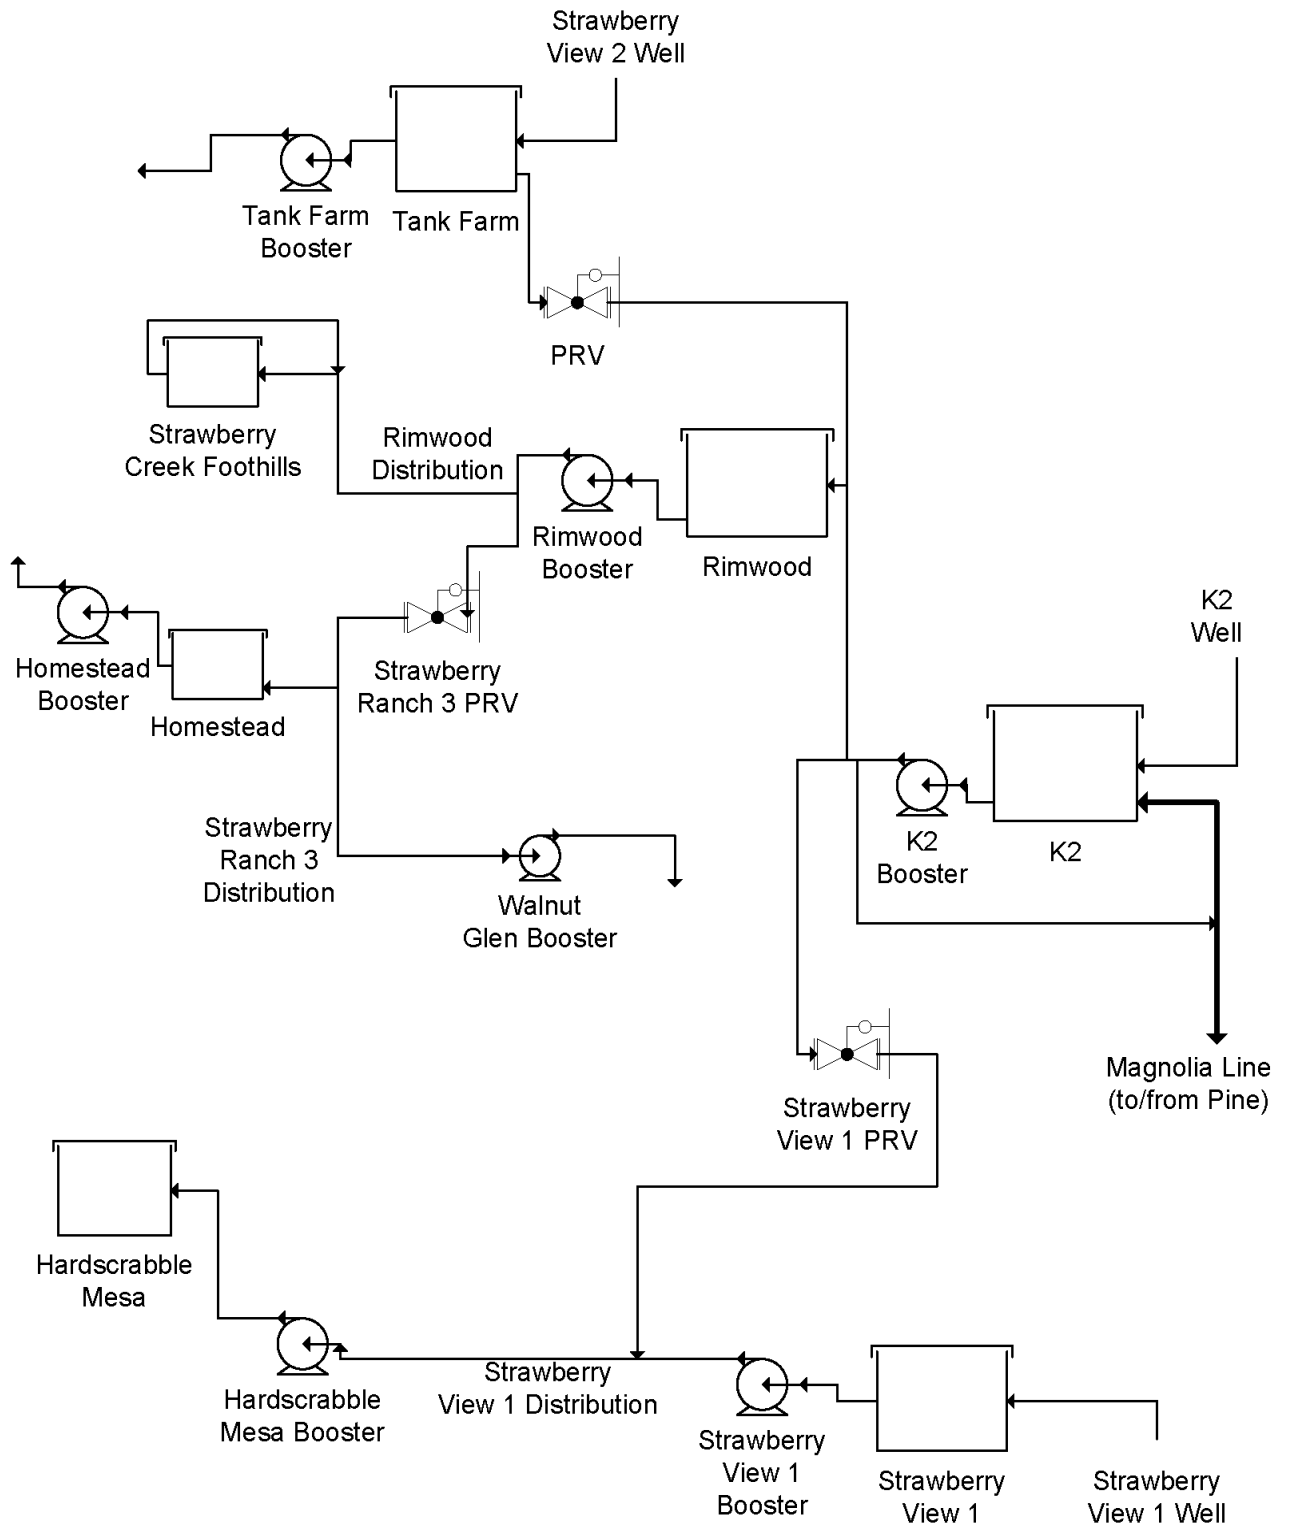 Strawberry
View 2 Well
Tank Farm
Booster
Tank Farm
PRV
Strawberry
Creek Foothills
Rimwood
Distribution
Rimwood
Booster
Rimwood
K2
Well
Homestead
Booster
Homestead
Strawberry
Ranch 3 PRV
Strawberry
Ranch 3
Distribution
Walnut
Glen Booster
K2
Booster
K2
Magnolia Line
(to/from Pine)
Strawberry
View 1 PRV
Hardscrabble
Mesa
Hardscrabble
Mesa Booster
Strawberry
View 1 Distribution
Strawberry
View 1
Booster
Strawberry
View 1
Strawberry
View 1 Well